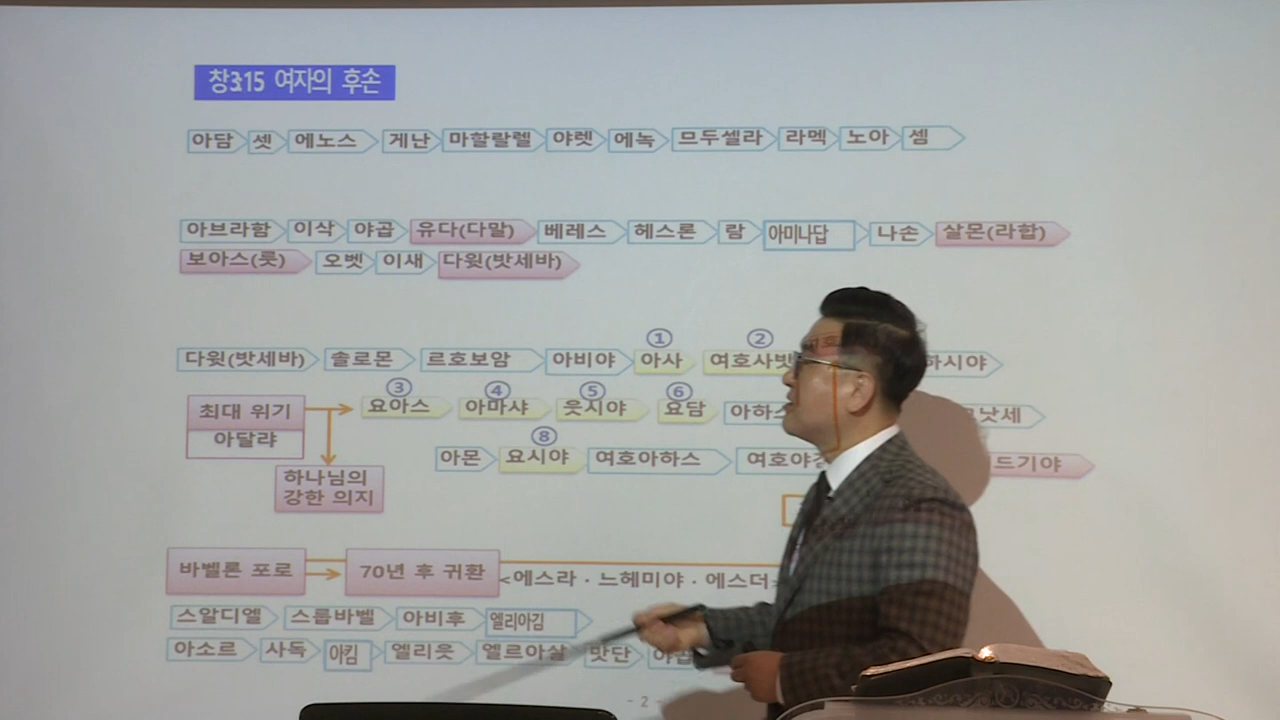 창3:15 여자의 후손
아담 셋 에노스 게난 마할랄렐 야렛 에녹 므두셀라 라멕 노아 셈
아브라함 이삭 야곱 유다(다말) 베레스 헤스론 람 아미나답 나손 살몬(라합)
보아스(룻) 오벳 이새 다윗(밧세바)
① ②
다윗(밧세바) 솔로몬 르호보암 아비야 아사 여호사밧 하시야
③ ④ ⑤ ⑥
최대 위기 요아스 아마샤 웃시야 요담 아하스 낫세
아달랴
⑧
아몬 요시야 여호아하스 여호야김 드기야
하나님의
강한 의지
바벨론 포로 70년 후 귀환 <에스라 · 느헤미야 · 에스더>
스알디엘 스룹바벨 아비후 엘리아김
아소르 사독 아킴 엘리웃 엘르아살 맛단 야곱
- 2